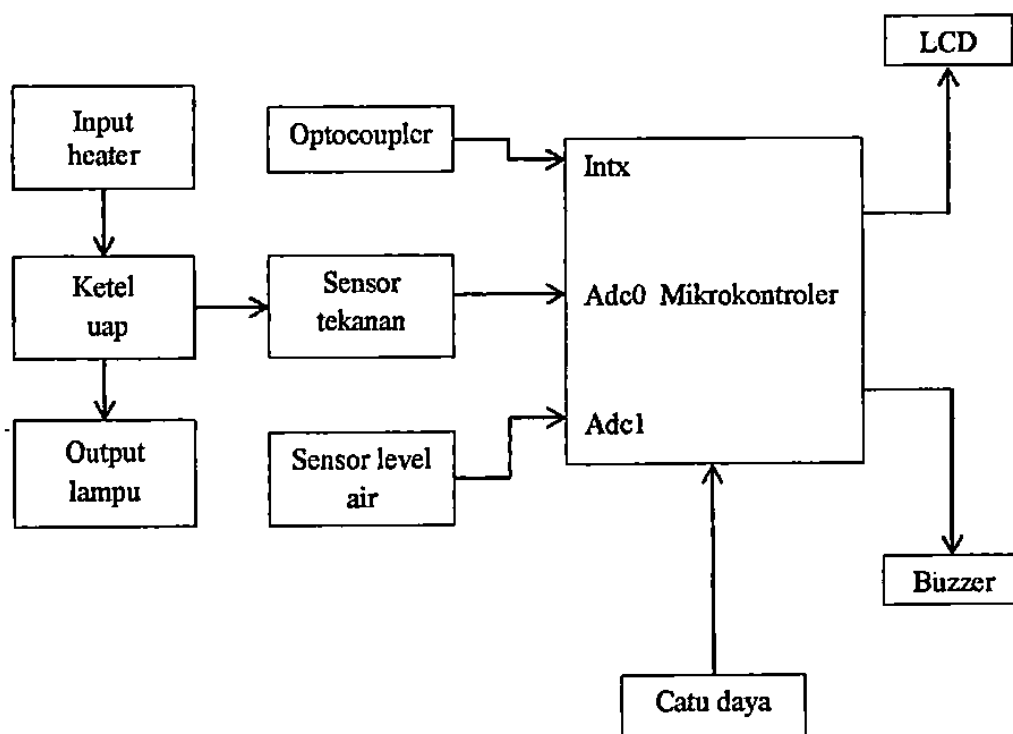 LCD
Input
heater
Optocoupler
Intx
Ketel
uap
Sensor
tekanan
Adc0 Mikrokontroler
Output
lampu
Sensor level
air
Adc1
Buzzer
Catu daya